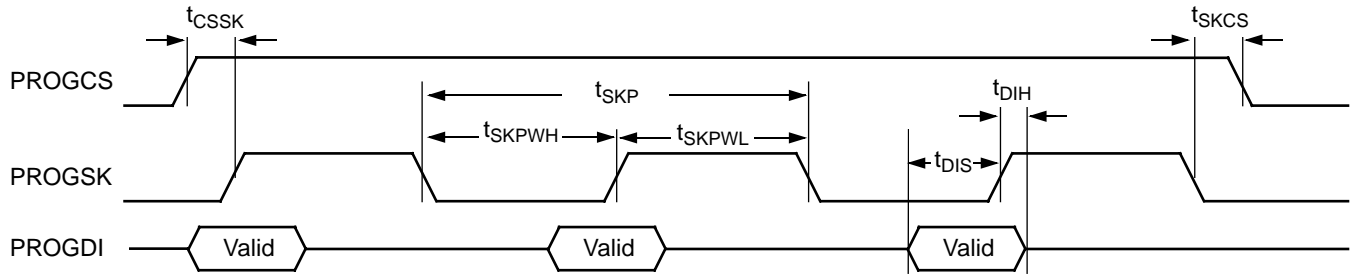 tCSSK
tSKCS
PROGCS
tSKP
tDIH
tSKPWH
tSKPWL
tDIS
PROGSK
PROGDI
Valid
Valid
Valid